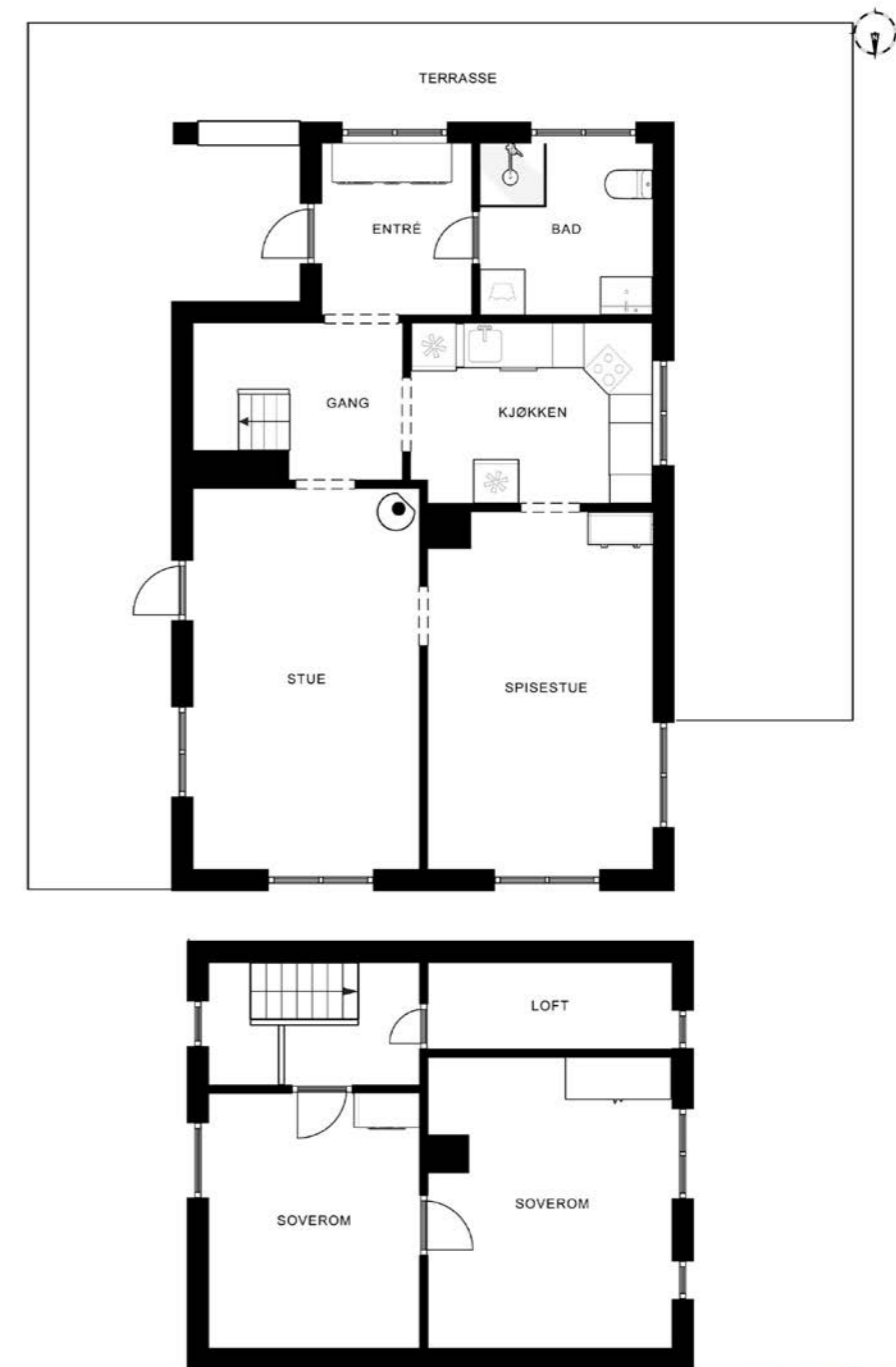 TERRASSE
ENTRÉ
BAD
GANG
KJØKKEN
STUE
SPISESTUE
LOFT
SOVEROM
SOVEROM